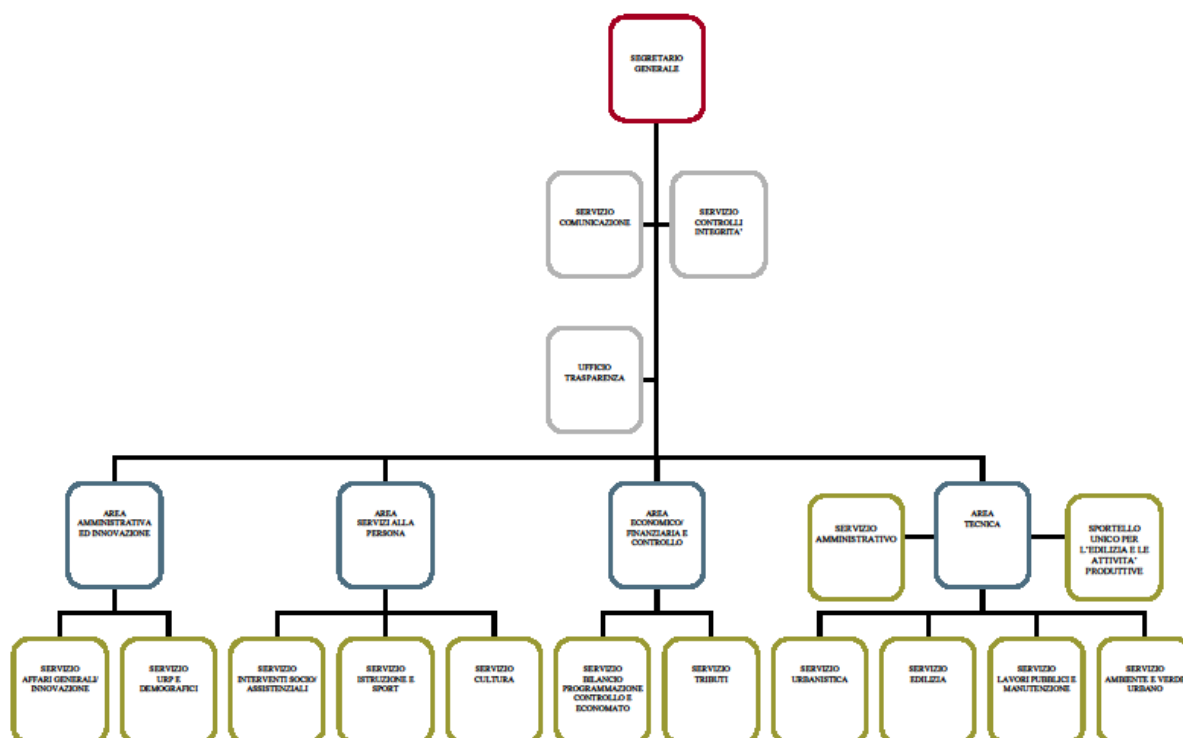 SEGRETARIO
GENERALE
SERVIZIO
COMUNICAZIONE
SERVIZIO
CONTROLLI
INTEGRITA'
UFFICIO
TRASPARENZA
AREA
AMMINISTRATIVA
ED INNOVAZIONE
AREA
SERVIZI ALLA
PERSONA
AREA
ECONOMICO/
FINANZIARIA E
CONTROLLO
SERVIZIO
AMMINISTRATIVO
AREA
TECNICA
SPORTELLO
UNICO PER
L'EDILIZIA E LE
ATTIVITA'
PRODUTTIVE
SERVIZIO
AFFARI GENERALI/
INNOVAZIONE
SERVIZIO
URP E
DEMOGRAFICI
SERVIZIO
INTERVENTI SOCIO/
ASSISTENZIALI
SERVIZIO
ISTRUZIONE E
SPORT
SERVIZIO
CULTURA
SERVIZIO
BILANCIO
PROGRAMMAZIONE
CONTROLLO E
ECONOMATO
SERVIZIO
TRIBUTI
SERVIZIO
URBANISTICA
SERVIZIO
EDILIZIA
SERVIZIO
LAVORI PUBBLICI E
MANUTENZIONE
SERVIZIO
AMBIENTE E VERDE
URBANO